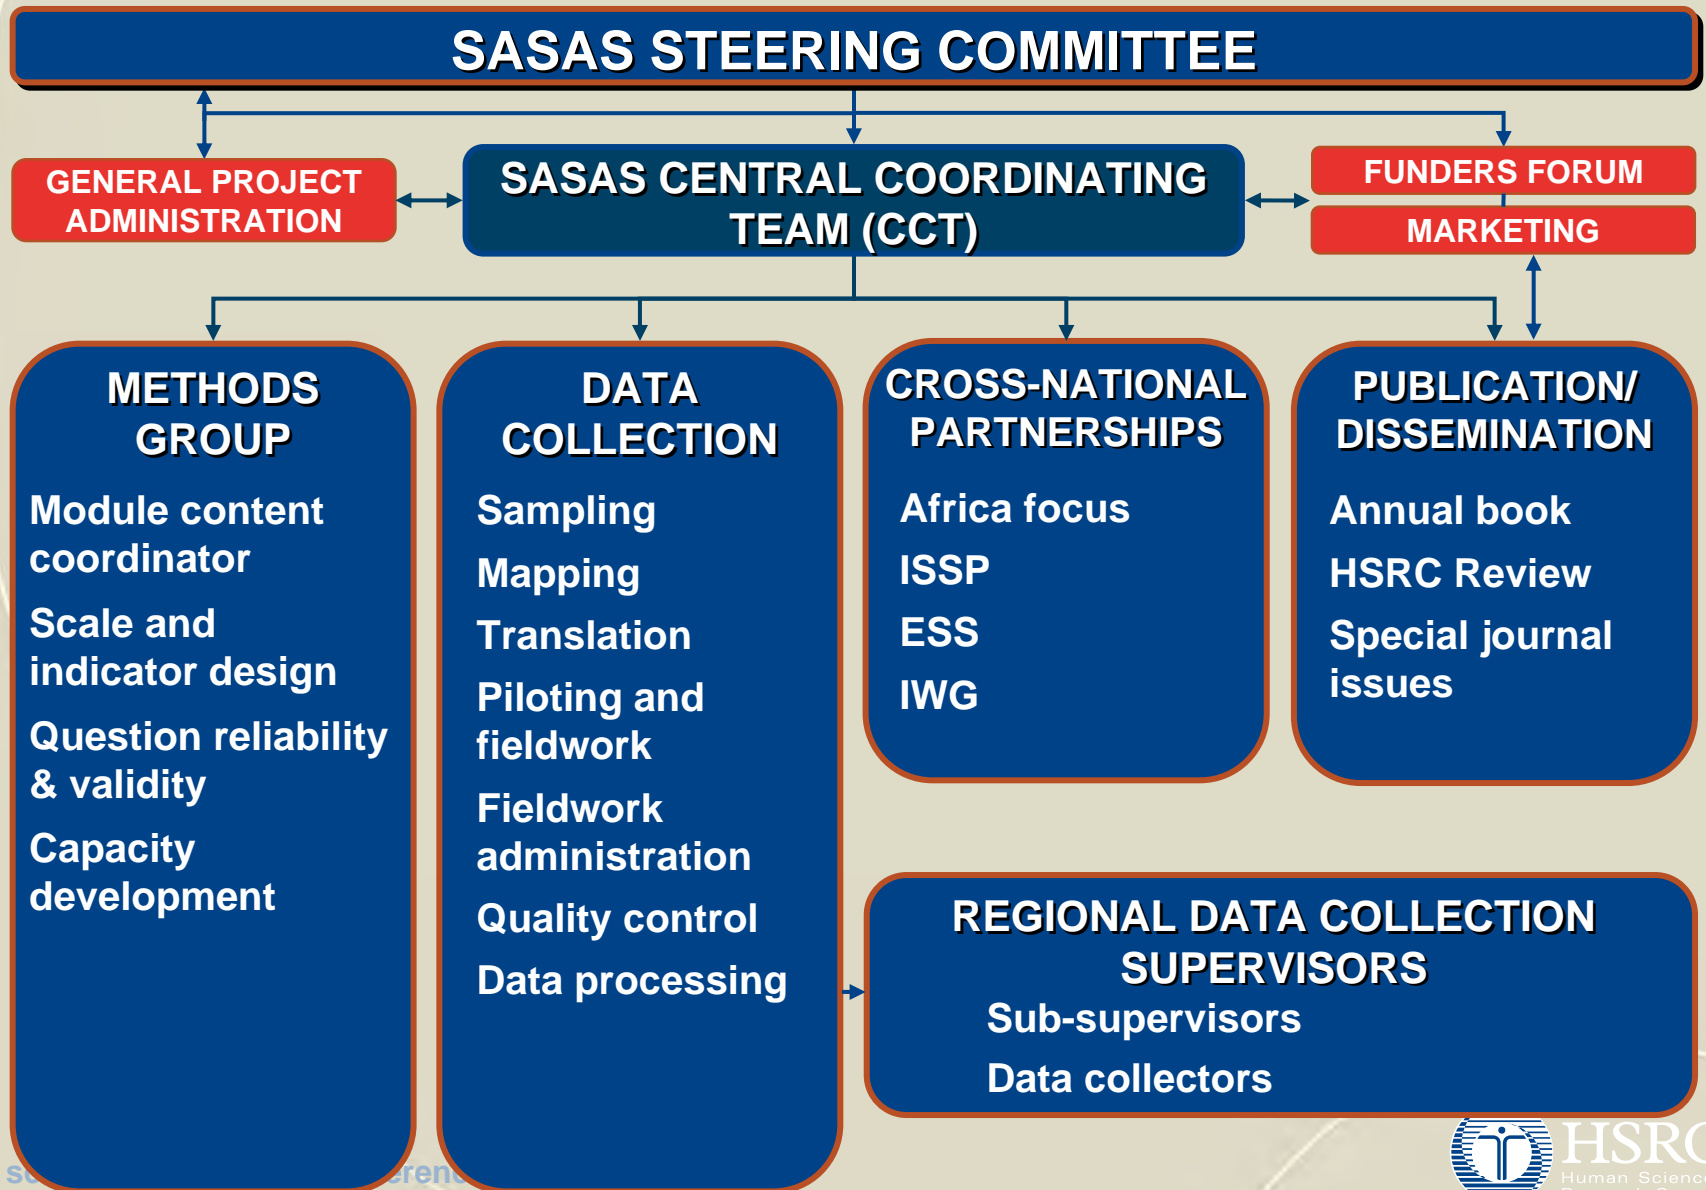 SASAS STEERING COMMITTEE
GENERAL PROJECT
ADMINISTRATION
SASAS CENTRAL COORDINATING
TEAM (CCT)
FUNDERS FORUM
MARKETING
METHODS
GROUP
Module content
coordinator
Scale and
indicator design
Question reliability
& validity
Capacity
development
DATA
COLLECTION
Sampling
Mapping
Translation
Piloting and
fieldwork
Fieldwork
administration
Quality control
Data processing
CROSS-NATIONAL
PARTNERSHIPS
Africa focus
ISSP
ESS
IWG
PUBLICATION/
DISSEMINATION
Annual book
HSRC Review
Special journal
issues
REGIONAL DATA COLLECTION
SUPERVISORS
Sub-supervisors
Data collectors
HSRC
Human Scienc